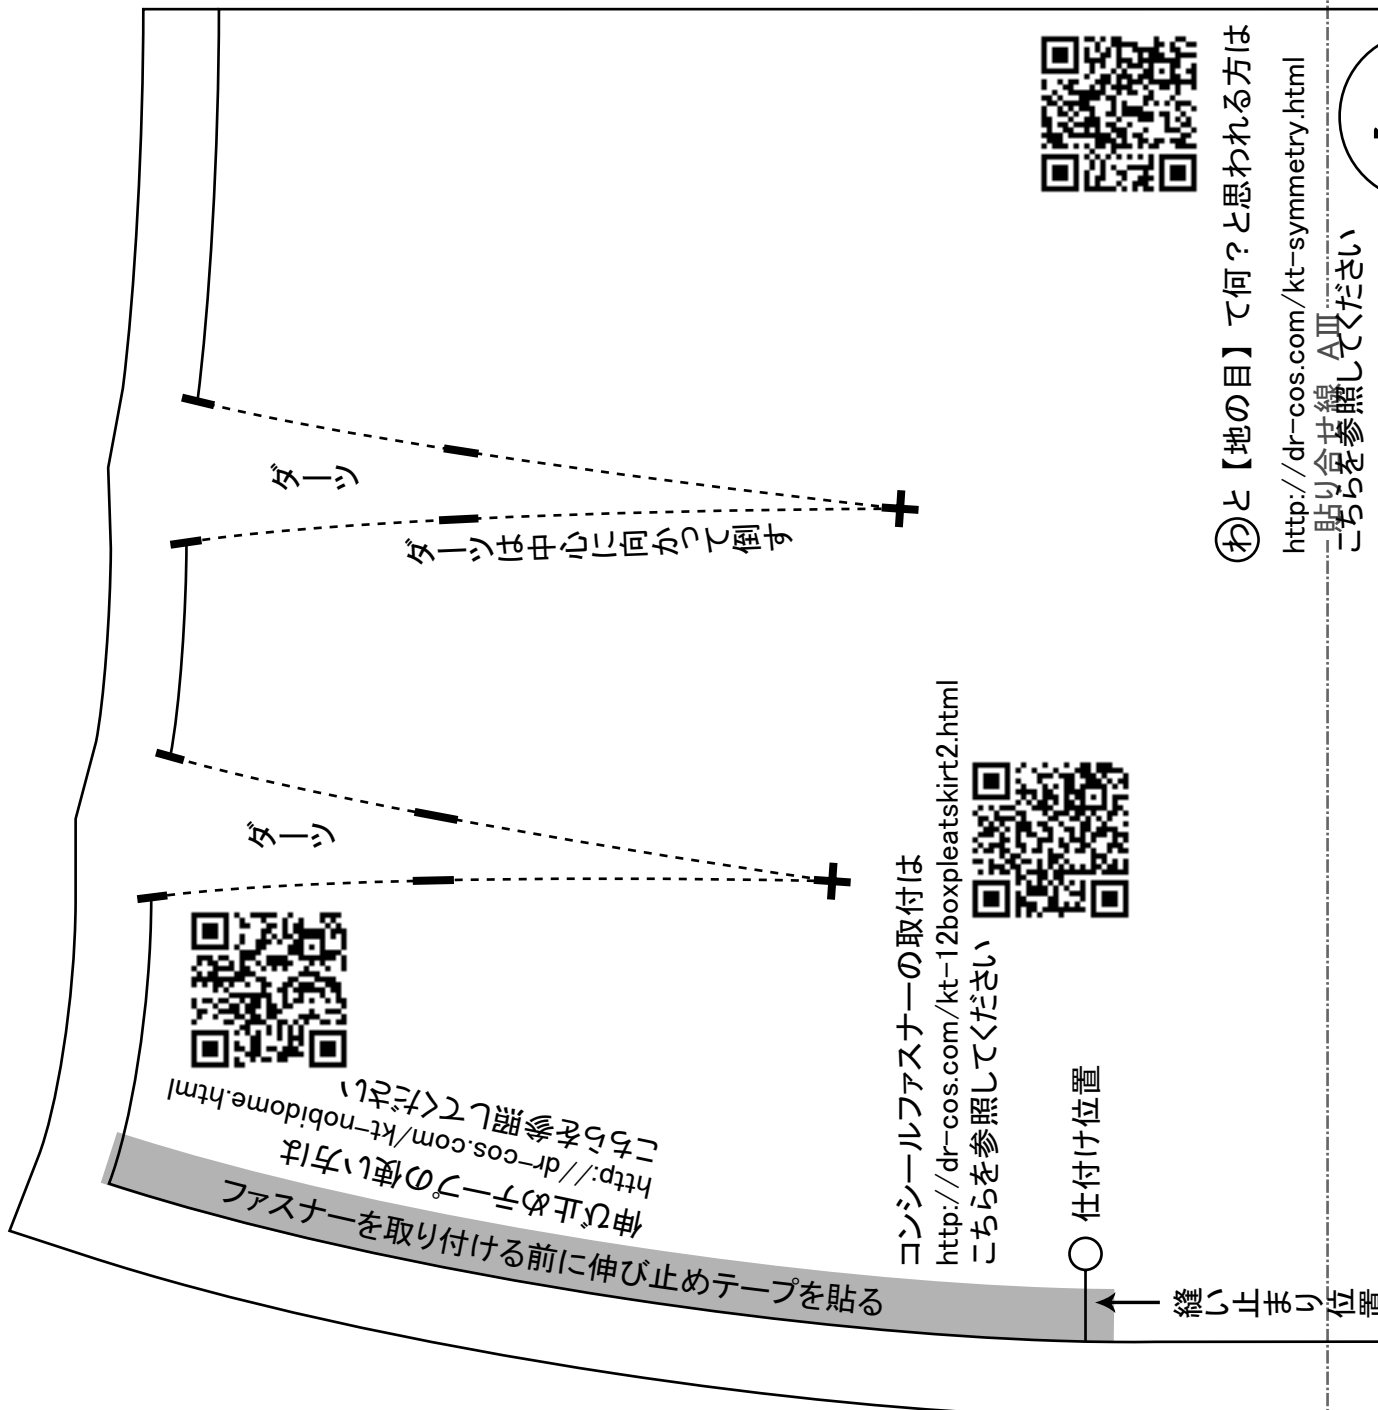 わと【地の目】て何？と思われる方は
http://dr-cos.com/kt-symmetry.html
こちらを参照してください
貼り合せ線　AⅢ
ダーツ
ダーツは中心に向かって倒す
ダーツ
コンシールファスナーの取付は
http://dr-cos.com/kt-12boxpleatskirt2.html
こちらを参照してください
伸び止めテープの使い方は
http://dr-cos.com/kt-nobidome.html
こちらを参照してください
ファスナーを取り付ける前に伸び止めテープを貼る
仕付け位置
縫い止まり位置